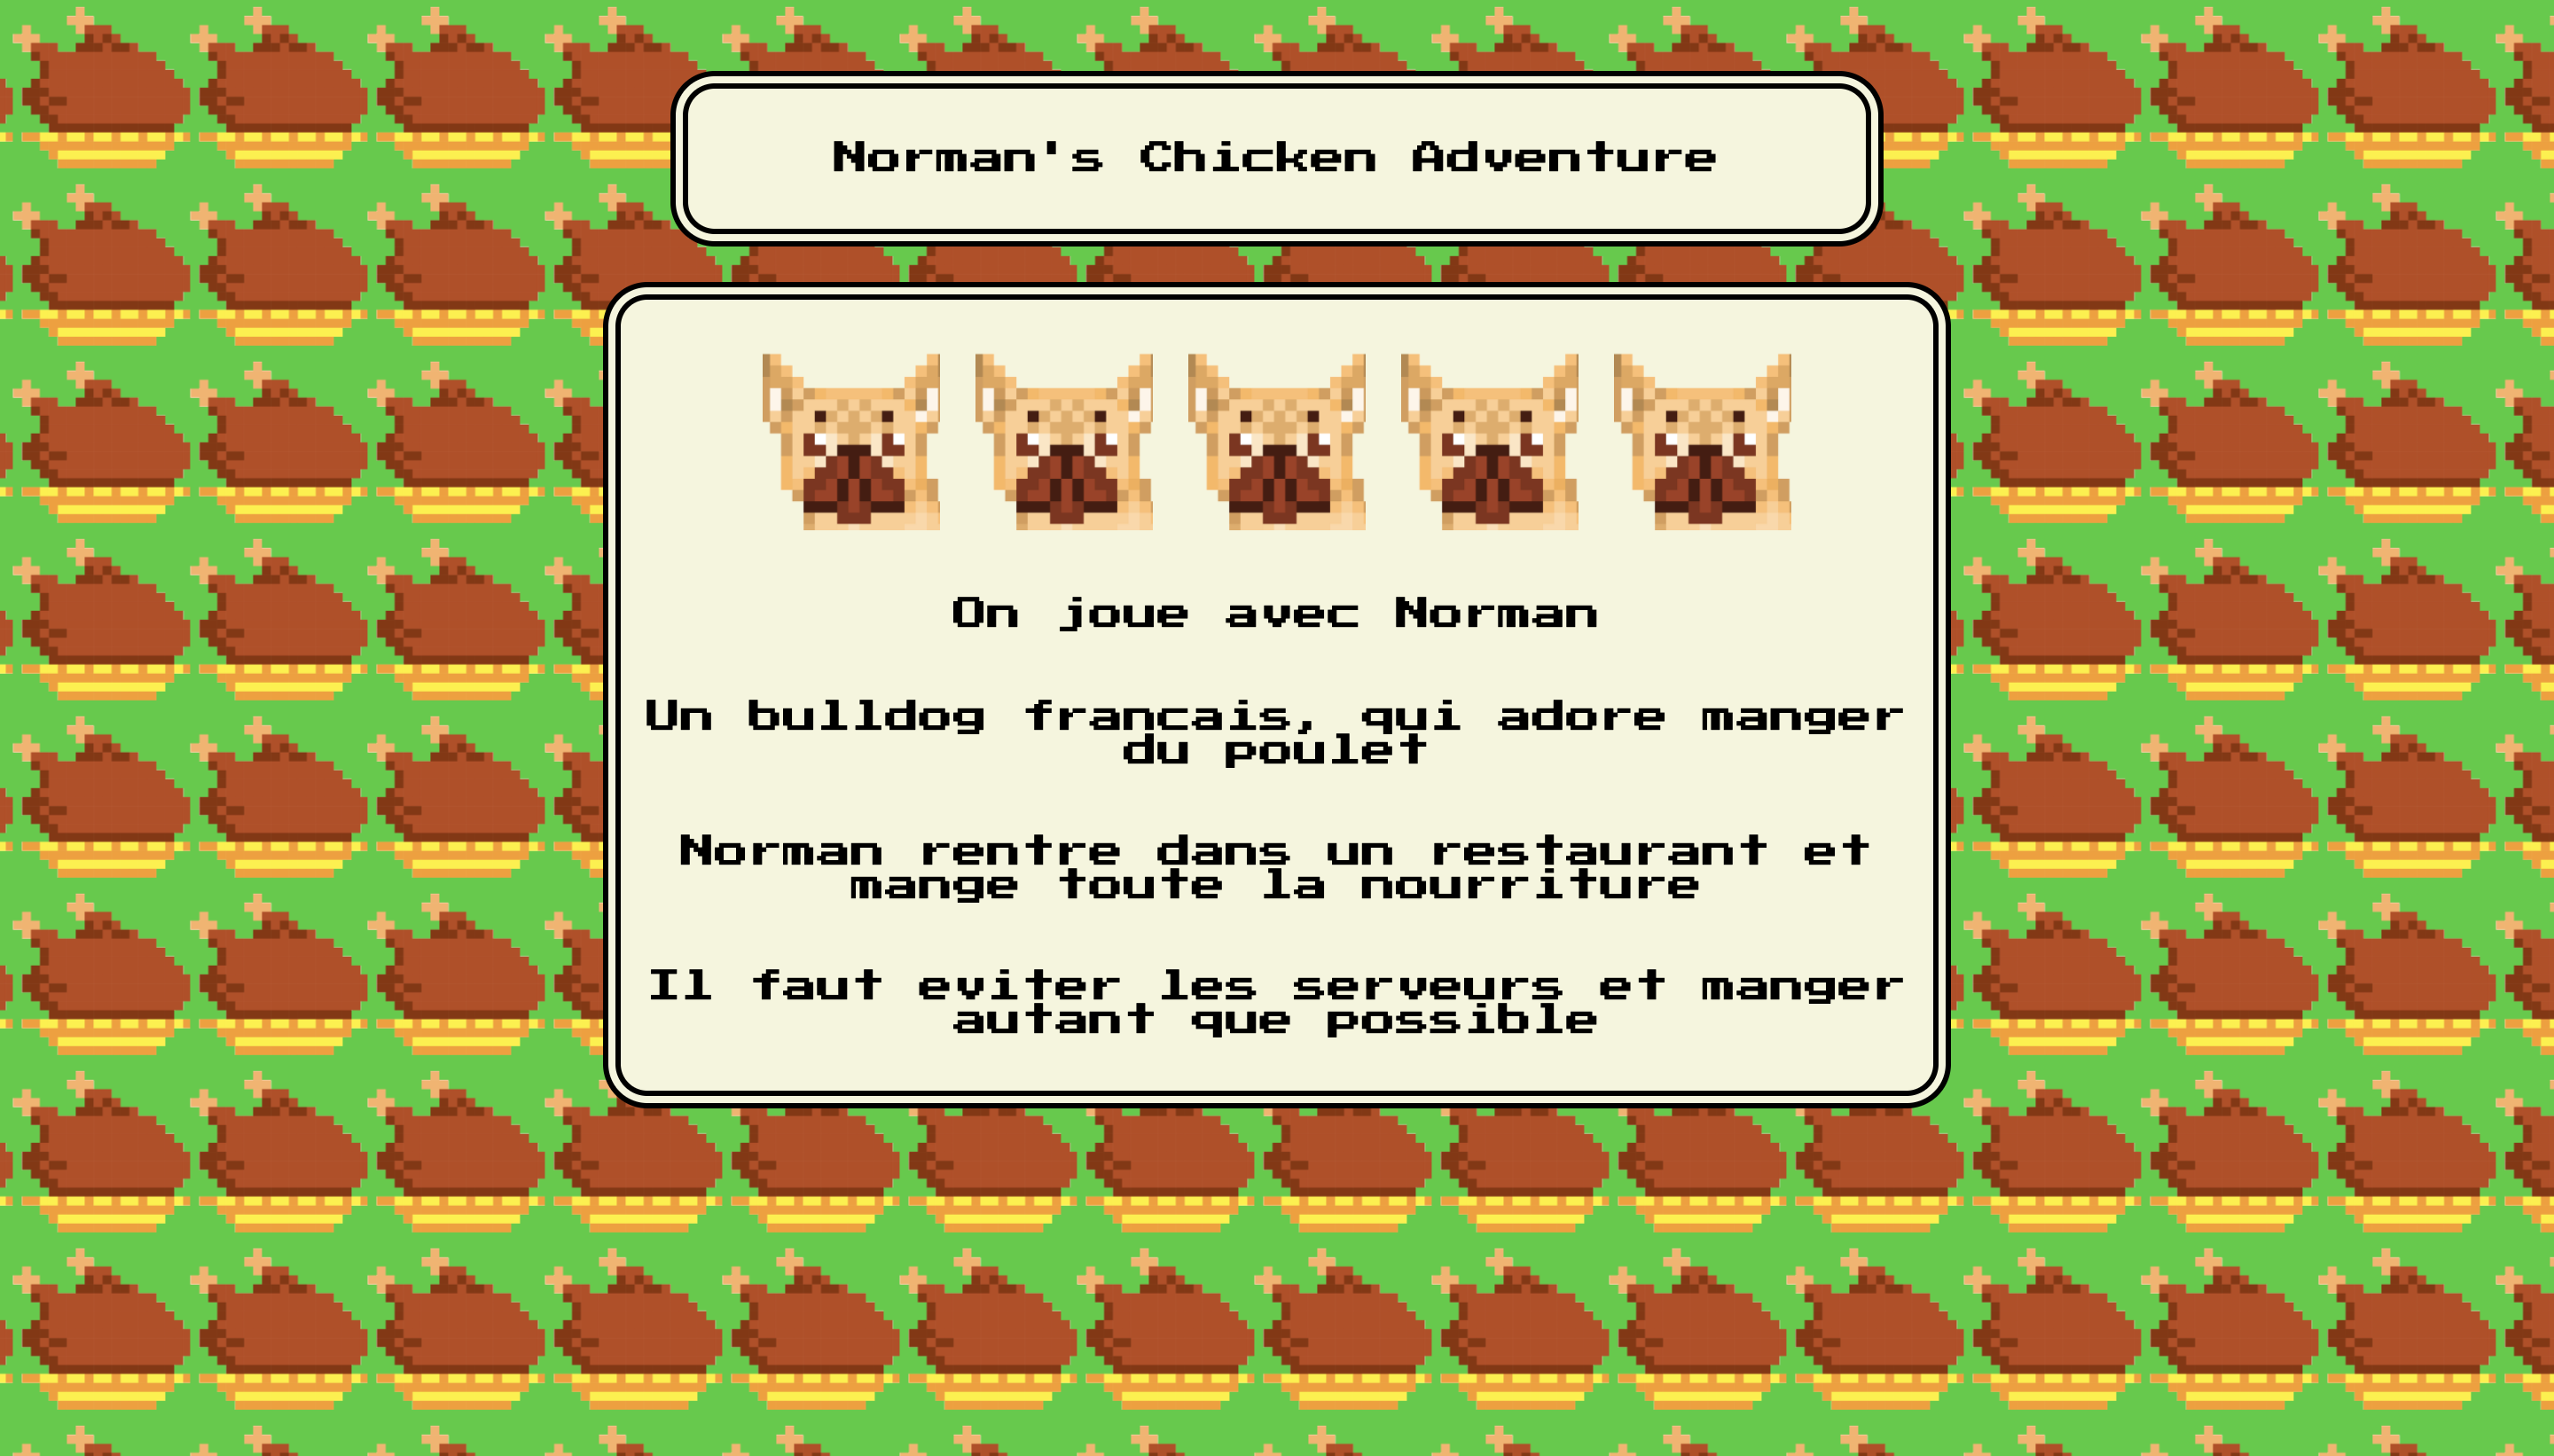 Norman's Chicken Adventure
On joue avec Norman
Un bulldog francais, qui adore manger
du poulet
Norman rentre dans un restaurant et
mange toute la nourriture
Il faut eviter les serveurs et manger
autant que possible